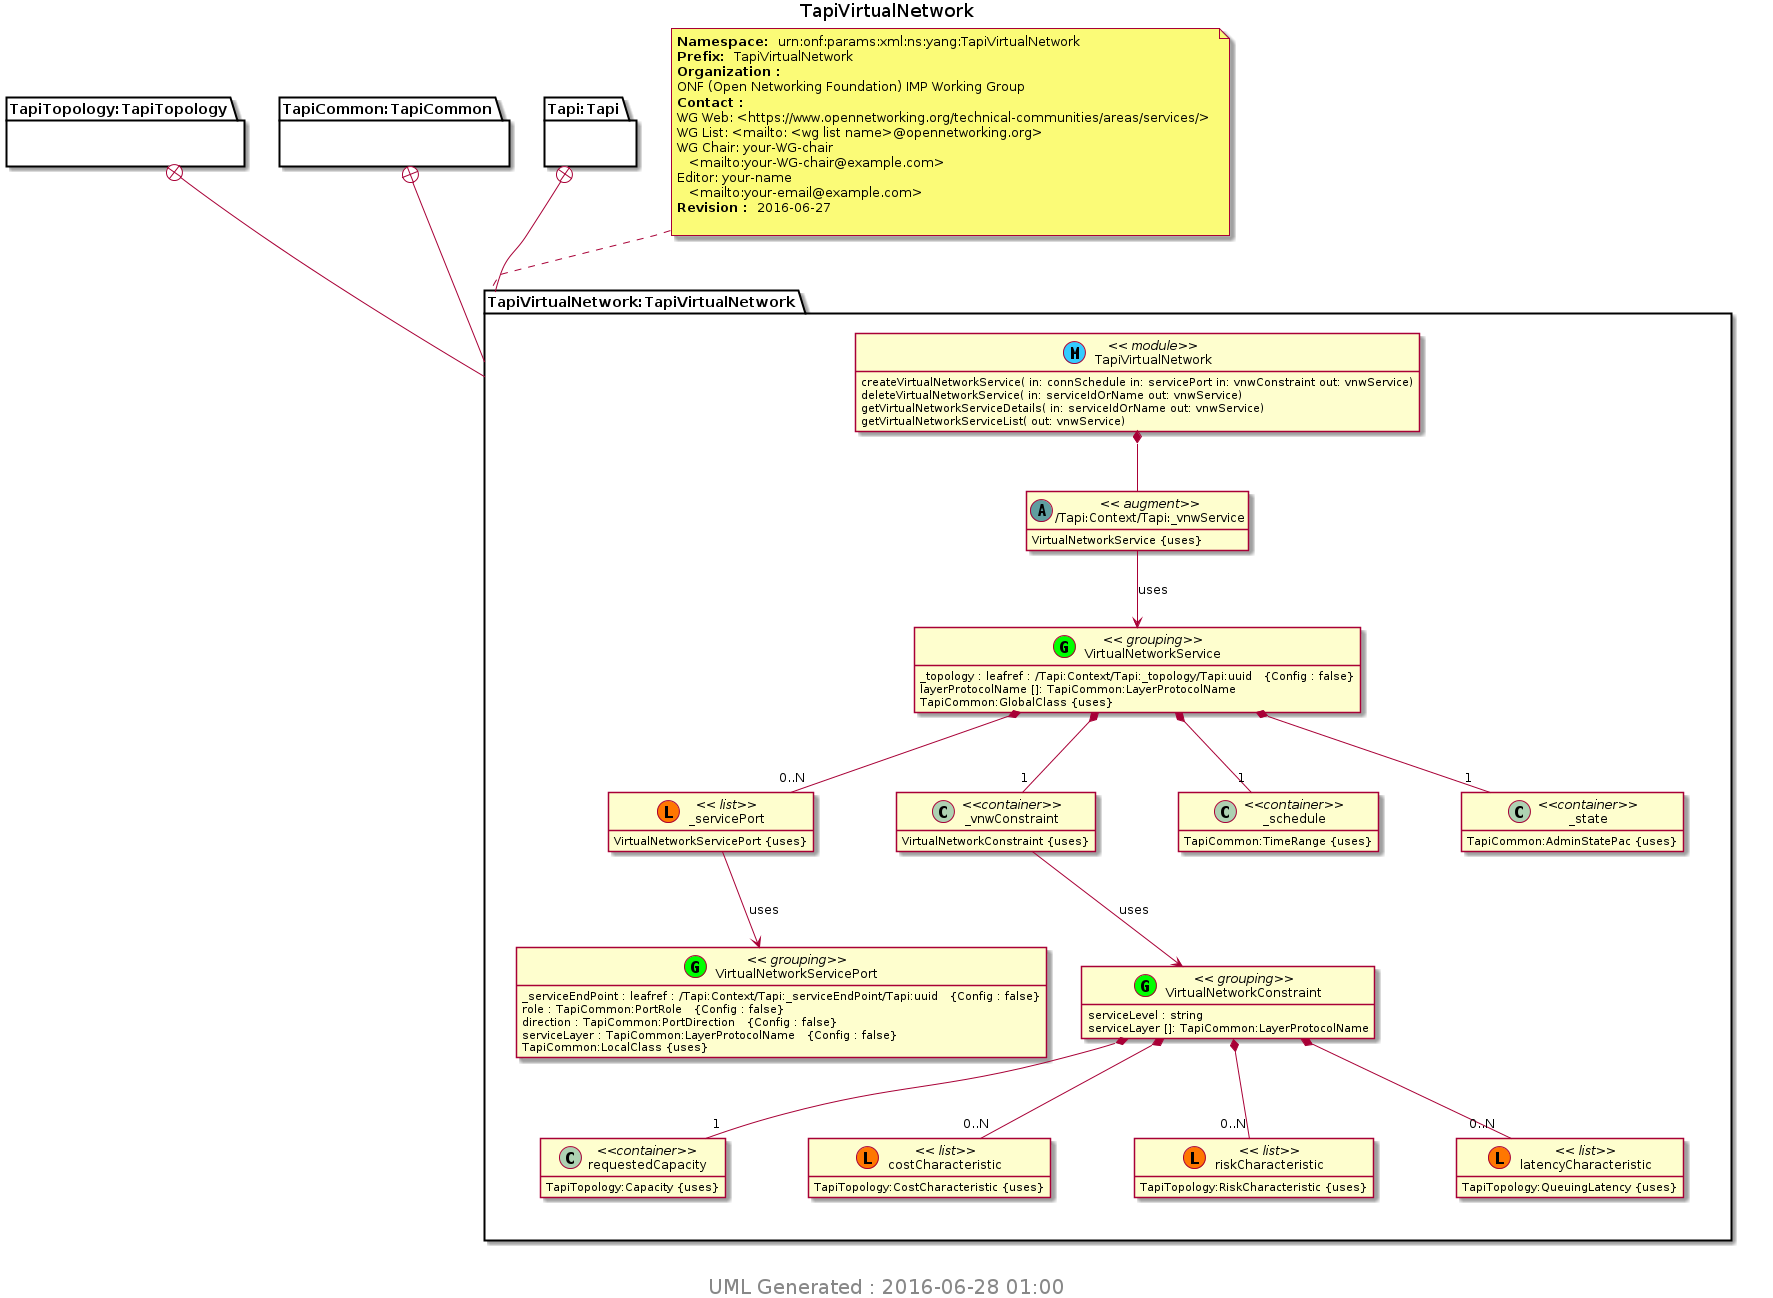 TapiVirtualNetwork
Namespace: urn:onf:params:xml:ns:yang:TapiVirtualNetwork
Prefix: TapiVirtualNetwork
Organization :
ONF (Open Networking Foundation) IMP Working Group
Contact :
WG Web: <https://www.opennetworking.org/technical-communities/areas/services/>
WG List: <mailto: <wg list name>@opennetworking.org>
WG Chair: your-WG-chair
<mailto:your-WG-chair@example.com>
Editor: your-name
<mailto:your-email@example.com>
Revision : 2016-06-27
TapiTopology:TapiTopology
TapiCommon:TapiCommon
Tapi:Tapi
TapiVirtualNetwork:TapiVirtualNetwork
M
<< module>>
TapiVirtualNetwork
createVirtualNetworkService( in: connSchedule in: servicePort in: vnwConstraint out: vnwService)
deleteVirtualNetworkService( in: serviceIdOrName out: vnwService)
getVirtualNetworkServiceDetails( in: serviceIdOrName out: vnwService)
getVirtualNetworkServiceList( out: vnwService)
A
<< augment>>
/Tapi:Context/Tapi:_vnwService
VirtualNetworkService {uses}
uses
G
<< grouping>>
VirtualNetworkService
_topology : leafref : /Tapi:Context/Tapi:_topology/Tapi:uuid {Config : false}
layerProtocolName []: TapiCommon:LayerProtocolName
TapiCommon:GlobalClass {uses}
0..N
1
1
1
L
<< list>>
_servicePort
VirtualNetworkServicePort {uses}
C
<<container>>
_vnwConstraint
VirtualNetworkConstraint {uses}
C
<<container>>
_schedule
TapiCommon:TimeRange {uses}
C
<<container>>
_state
TapiCommon:AdminStatePac {uses}
uses
uses
G
<< grouping>>
VirtualNetworkServicePort
_serviceEndPoint : leafref : /Tapi:Context/Tapi:_serviceEndPoint/Tapi:uuid {Config : false}
role : TapiCommon:PortRole {Config : false}
direction : TapiCommon:PortDirection {Config : false}
serviceLayer : TapiCommon:LayerProtocolName {Config : false}
TapiCommon:LocalClass {uses}
G
<< grouping>>
VirtualNetworkConstraint
serviceLevel : string
serviceLayer []: TapiCommon:LayerProtocolName
1
0..N
0..N
0..N
C
<<container>>
requestedCapacity
TapiTopology:Capacity {uses}
L
<< list>>
costCharacteristic
TapiTopology:CostCharacteristic {uses}
L
<< list>>
riskCharacteristic
TapiTopology:RiskCharacteristic {uses}
L
<< list>>
latencyCharacteristic
TapiTopology:QueuingLatency {uses}
UML Generated : 2016-06-28 01:00